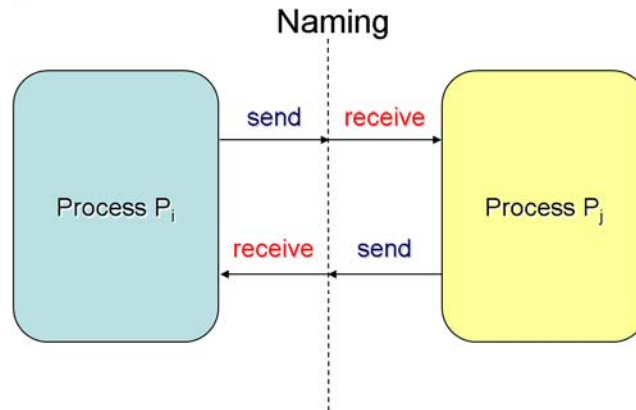 Naming
send receive
Process Pᵢ Process Pⱼ
receive send